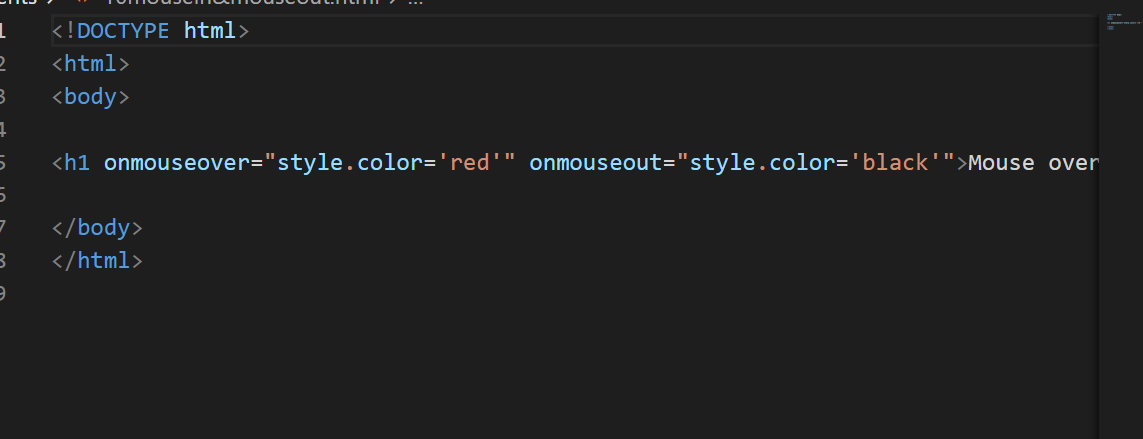 <!DOCTYPE html>
<html>
<body>
<h1 onmouseover="style.color='red'" onmouseout="style.color='black'">Mouse over
</body>
</html>